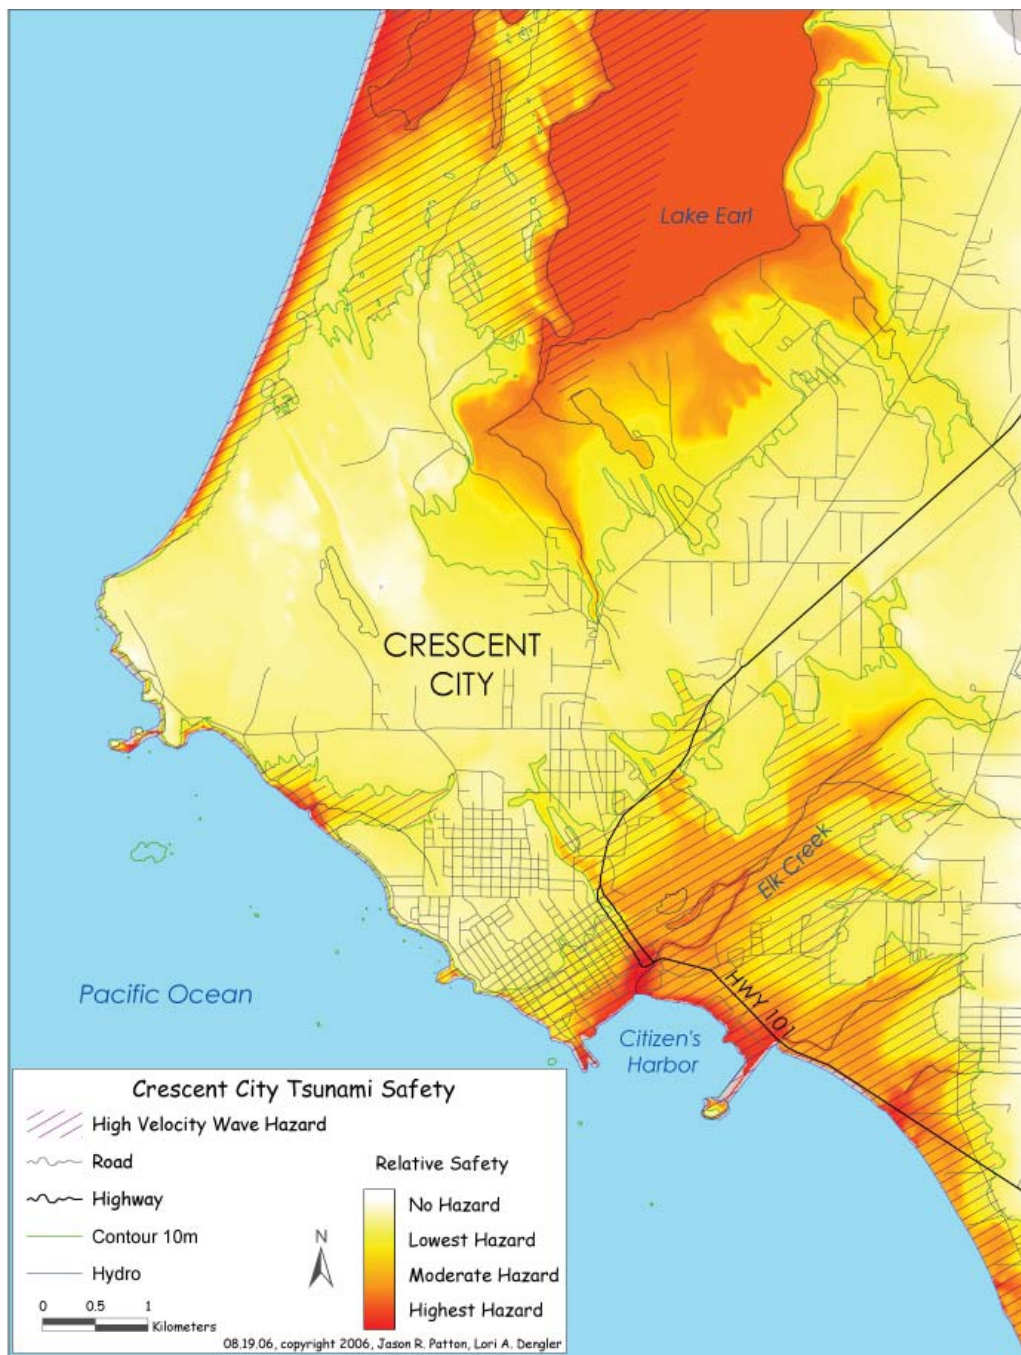 Lake Earl
CRESCENT
CITY
Elk Creek
HWY 101
Pacific Ocean
Citizen's
Harbor
Crescent City Tsunami Safety
High Velocity Wave Hazard
Road
Highway
Contour 10m
Hydro
0 0.5 1
Kilometers
N
Relative Safety
No Hazard
Lowest Hazard
Moderate Hazard
Highest Hazard
08.19.06, copyright 2006, Jason R. Patton, Lori A. Dengler